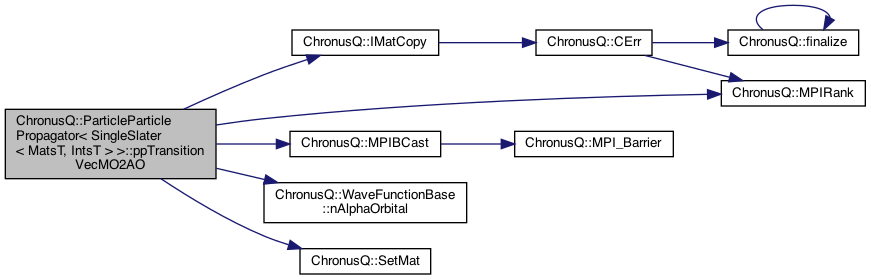 ChronusQ::ParticleParticle
Propagator< SingleSlater
< MatsT, IntsT > >::ppTransition
VecMO2AO
ChronusQ::IMatCopy
ChronusQ::CErr
ChronusQ::finalize
ChronusQ::MPIRank
ChronusQ::MPIBCast
ChronusQ::MPI_Barrier
ChronusQ::WaveFunctionBase
::nAlphaOrbital
ChronusQ::SetMat